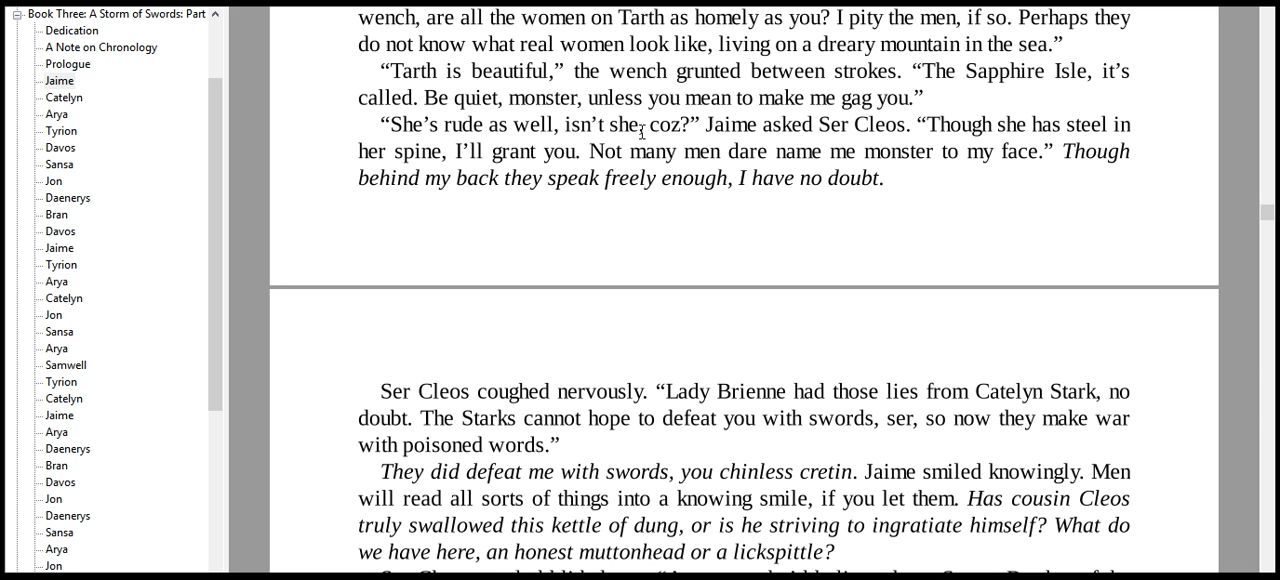 Book Three: A Storm of Swords: Part
Dedication
A Note on Chronology
Prologue
Jaime
Catelyn
Arya
Tyrion
Davos
Sansa
Jon
Daenerys
Bran
Davos
Jaime
Tyrion
Arya
Catelyn
Jon
Sansa
Arya
Samwell
Tyrion
Catelyn
Jaime
Arya
Daenerys
Bran
Davos
Jon
Daenerys
Sansa
Arya
Jon
wench, are all the women on Tarth as homely as you? I pity the men, if so. Perhaps they
do not know what real women look like, living on a dreary mountain in the sea.”
“Tarth is beautiful,” the wench grunted between strokes. “The Sapphire Isle, it’s
called. Be quiet, monster, unless you mean to make me gag you.”
“She’s rude as well, isn’t she, coz?” Jaime asked Ser Cleos. “Though she has steel in
her spine, I’ll grant you. Not many men dare name me monster to my face.” Though
behind my back they speak freely enough, I have no doubt.
Ser Cleos coughed nervously. “Lady Brienne had those lies from Catelyn Stark, no
doubt. The Starks cannot hope to defeat you with swords, ser, so now they make war
with poisoned words.”
They did defeat me with swords, you chinless cretin. Jaime smiled knowingly. Men
will read all sorts of things into a knowing smile, if you let them. Has cousin Cleos
truly swallowed this kettle of dung, or is he striving to ingratiate himself? What do
we have here, an honest muttonhead or a lickspittle?